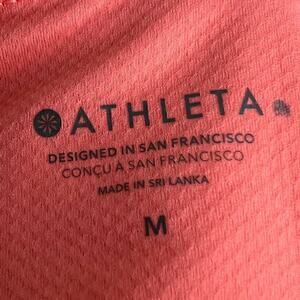 ATHLETA
DESIGNED IN SAN FRANCISCO
CONÇU À SAN FRANCISCO
MADE IN SRI LANKA
M